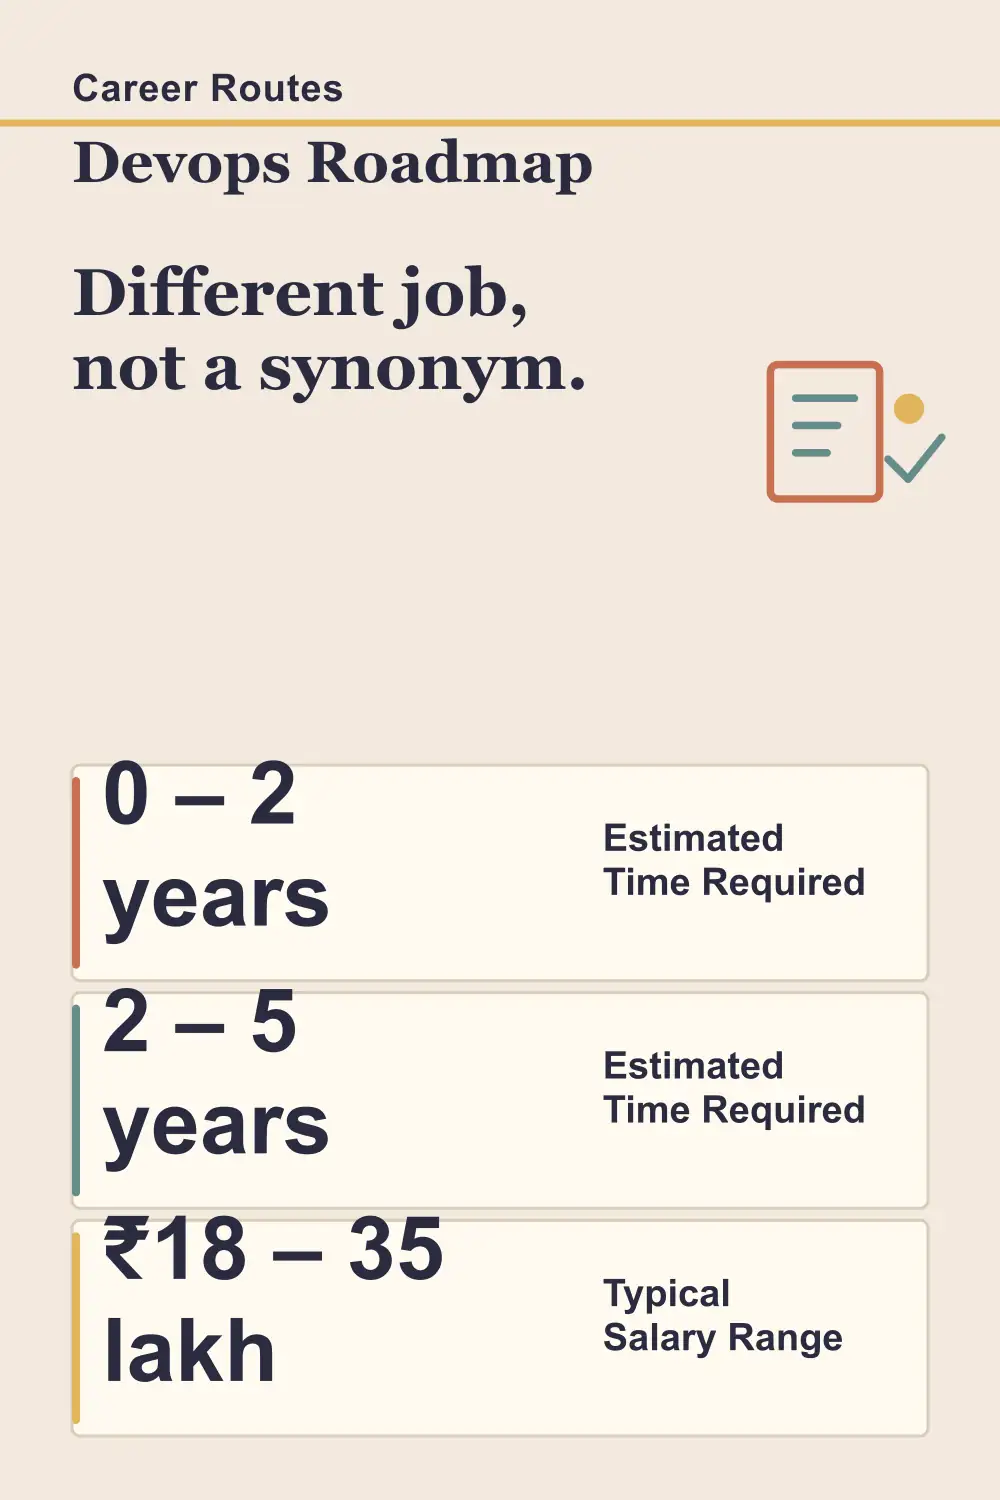 Career Routes
Devops Roadmap
Different job,
not a synonym.
0 – 2
years
Estimated
Time Required
2 – 5
years
Estimated
Time Required
₹18 – 35
lakh
Typical
Salary Range